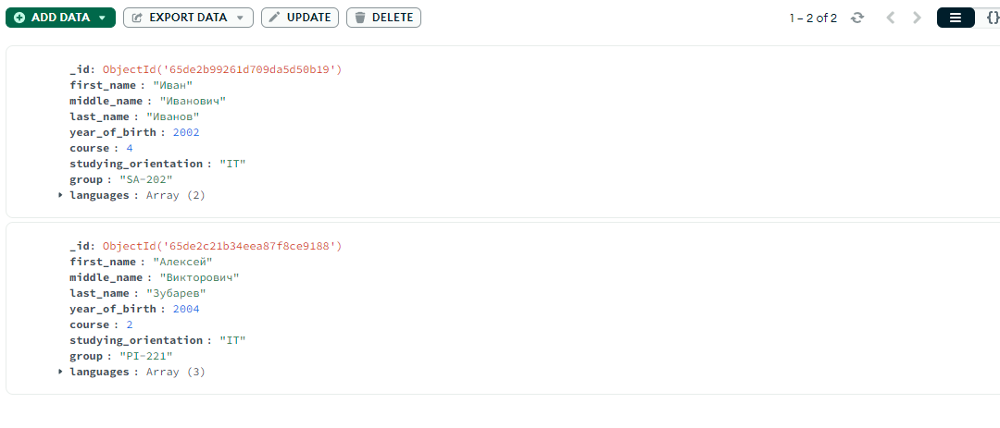 ADD DATA EXPORT DATA UPDATE DELETE 1 – 2 of 2 {}
_id: ObjectId('65de2b99261d709da5d50b19')
first_name : "Иван"
middle_name : "Иванович"
last_name : "Иванов"
year_of_birth : 2002
course : 4
studying_orientation : "IT"
group : "SA-202"
languages : Array (2)
_id: ObjectId('65de2c21b34eea87f8ce9188')
first_name : "Алексей"
middle_name : "Викторович"
last_name : "Зубарев"
year_of_birth : 2004
course : 2
studying_orientation : "IT"
group : "PI-221"
languages : Array (3)